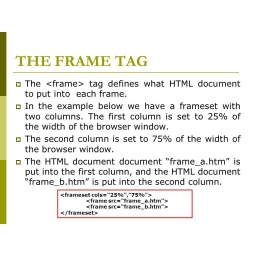 THE FRAME TAG
The <frame> tag defines what HTML document
to put into each frame.
In the example below we have a frameset with
two columns. The first column is set to 25% of
the width of the browser window.
The second column is set to 75% of the width of
the browser window.
The HTML document document "frame_a.htm" is
put into the first column, and the HTML document
"frame_b.htm" is put into the second column.
<frameset cols="25%","75%">
<frame src="frame_a.htm">
<frame src="frame_b.htm">
</frameset>